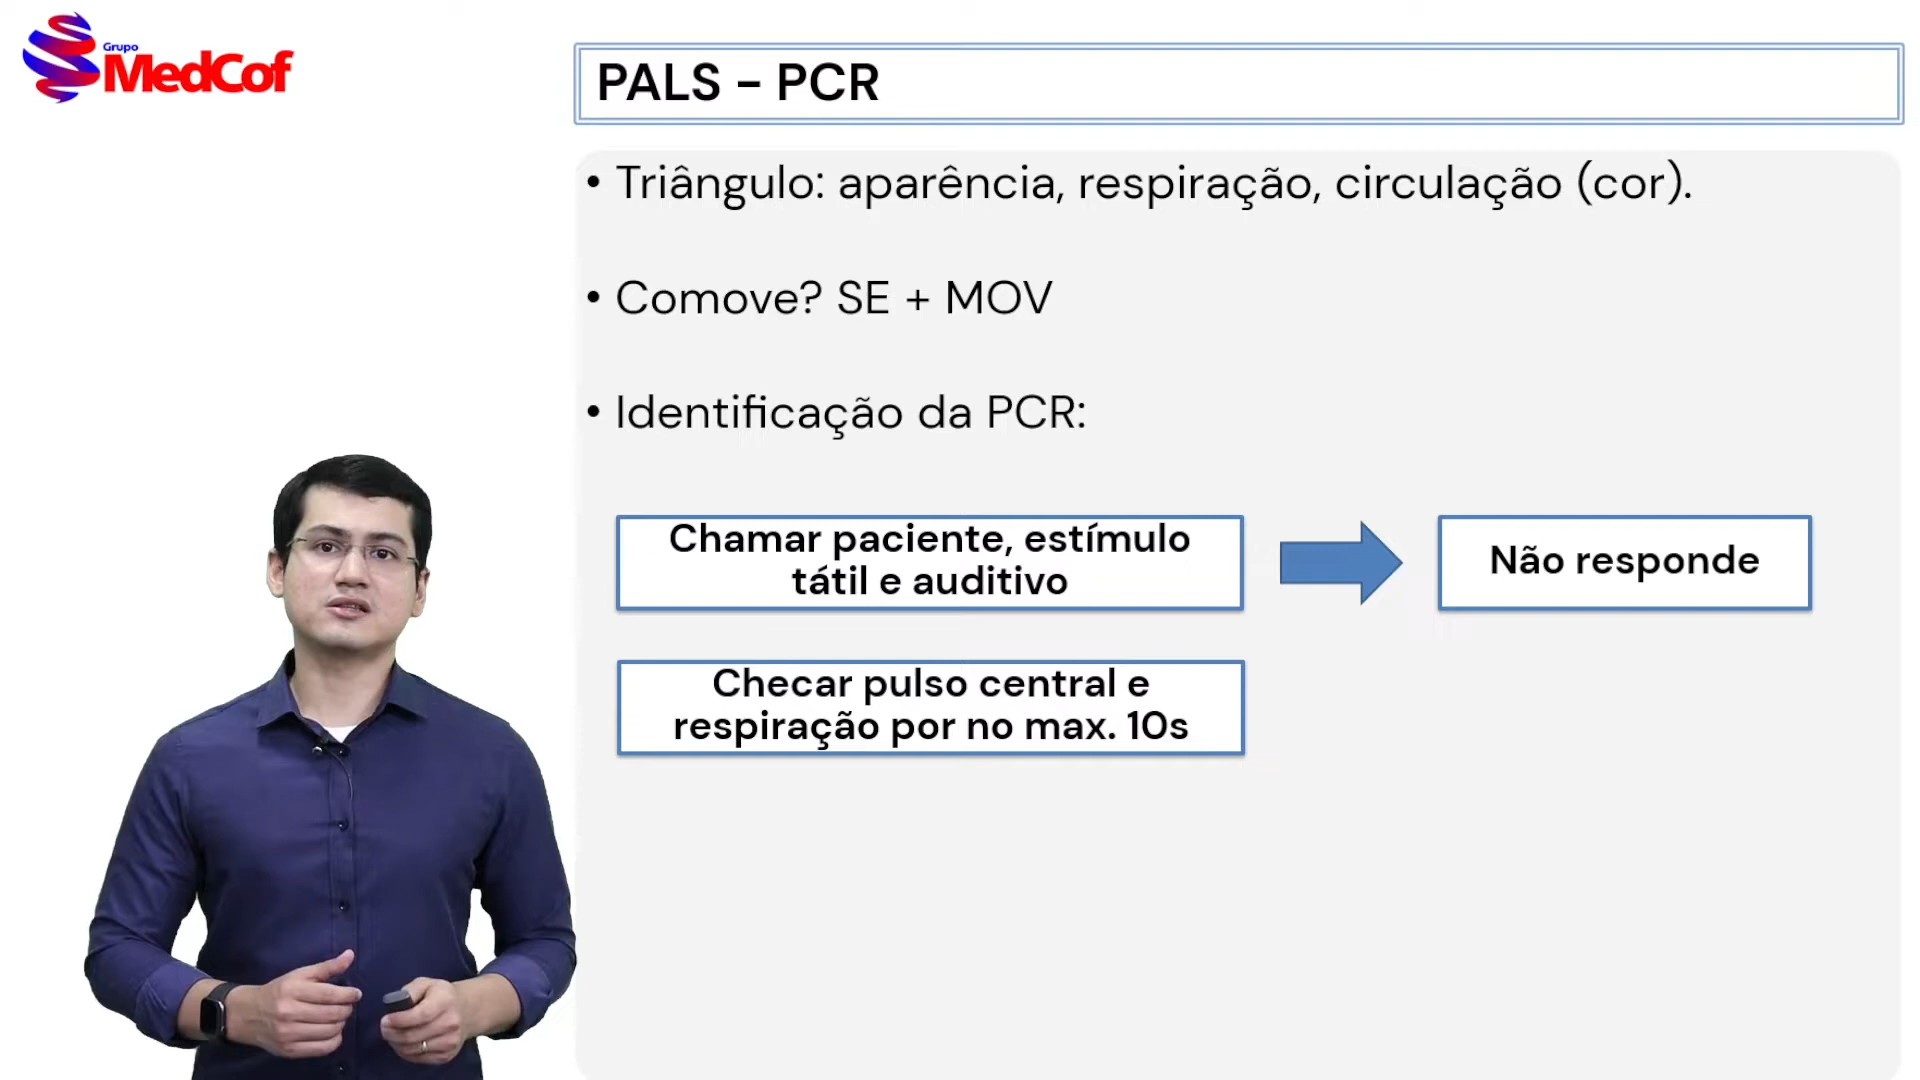 Grupo
MedCof
PALS – PCR
• Triângulo: aparência, respiração, circulação (cor).
• Comove? SE + MOV
• Identificação da PCR:
Chamar paciente, estímulo
tátil e auditivo
Não responde
Checar pulso central e
respiração por no max. 10s